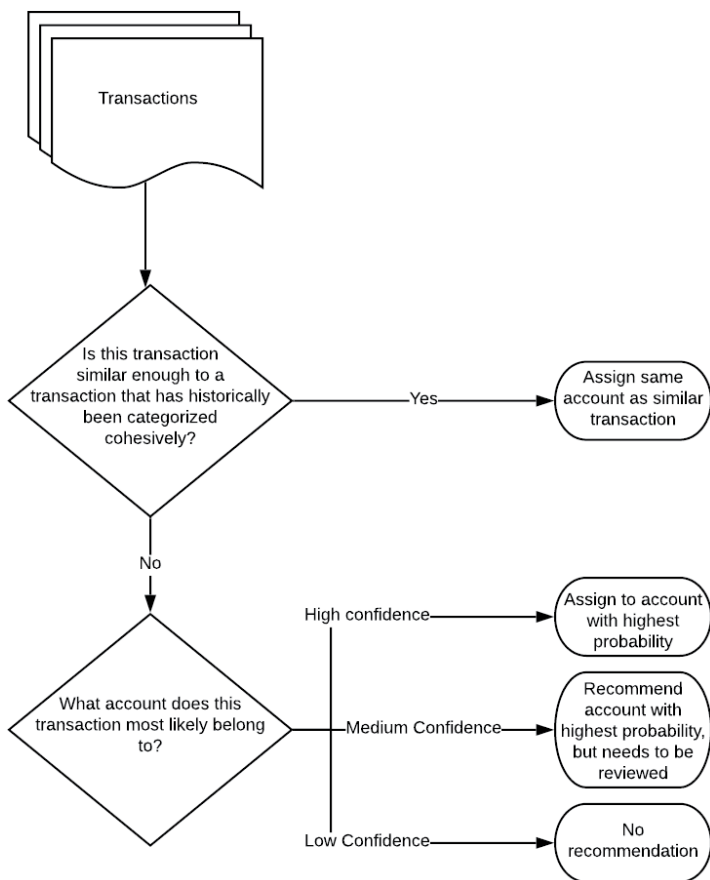 Transactions
Is this transaction
similar enough to a
transaction that has historically
been categorized
cohesively?
Yes
Assign same
account as similar
transaction
No
What account does this
transaction most likely belong
to?
High confidence
Assign to account
with highest
probability
Medium Confidence
Recommend
account with
highest probability,
but needs to be
reviewed
Low Confidence
No
recommendation